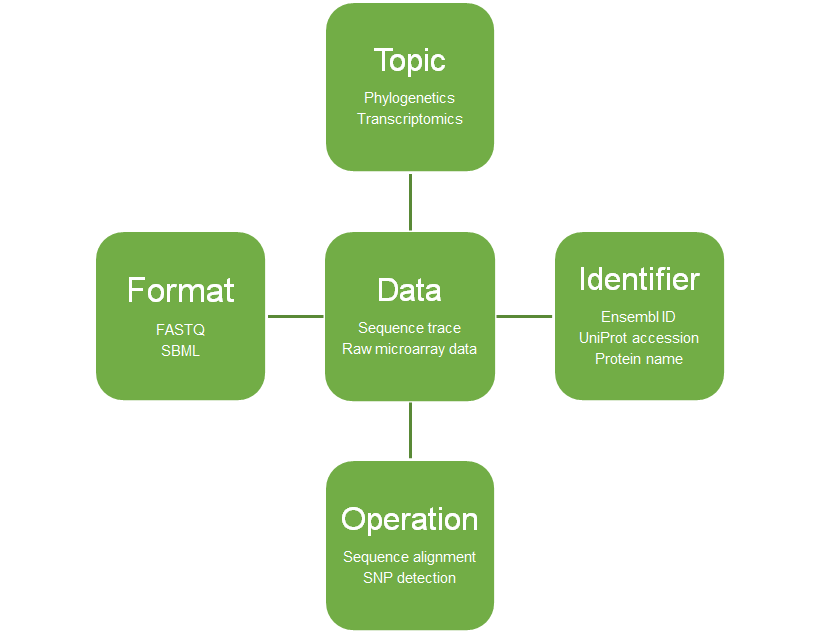 Topic
Phylogenetics
Transcriptomics
Format
FASTQ
SBML
Data
Sequence trace
Raw microarray data
Identifier
Ensembl ID
UniProt accession
Protein name
Operation
Sequence alignment
SNP detection